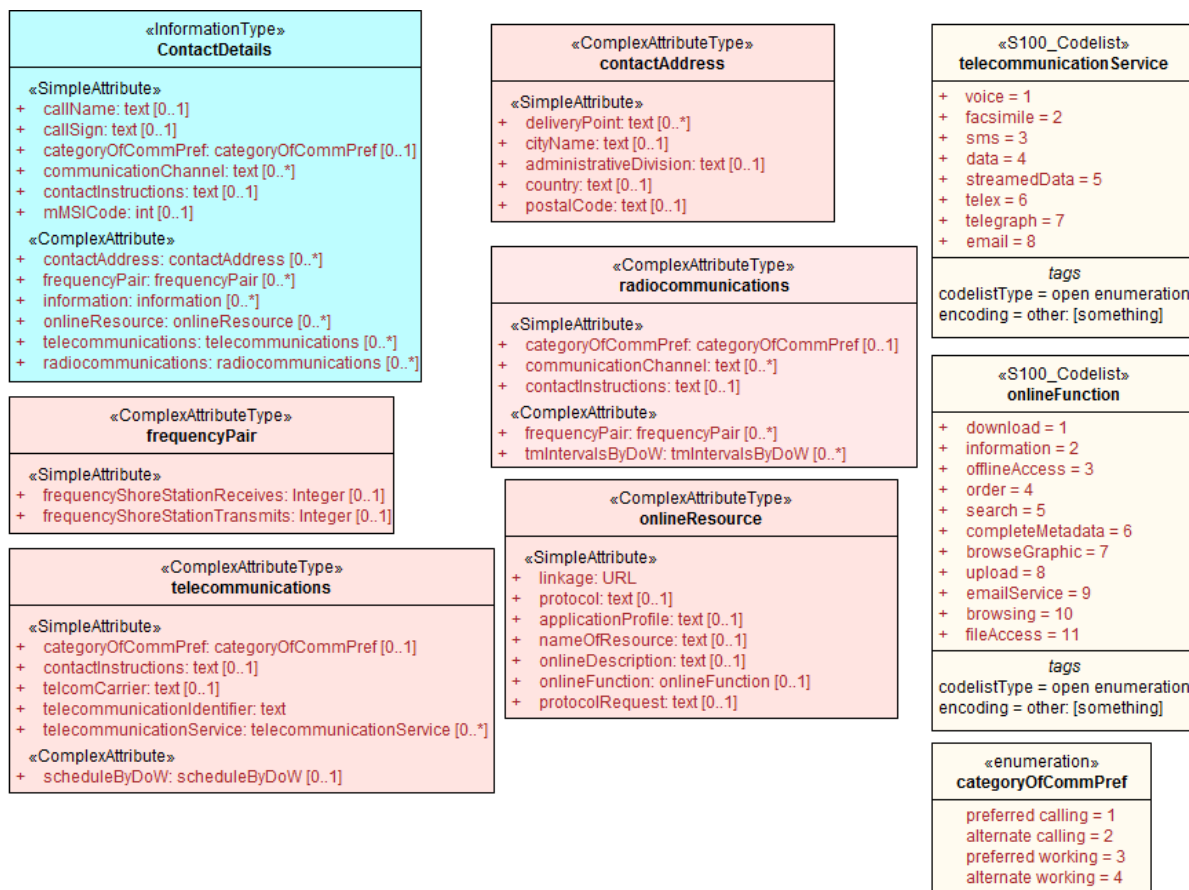 «InformationType»
ContactDetails
«SimpleAttribute»
+ callName: text [0..1]
+ callSign: text [0..1]
+ categoryOfCommPref: categoryOfCommPref [0..1]
+ communicationChannel: text [0..*]
+ contactInstructions: text [0..1]
+ mMSICode: int [0..1]
«ComplexAttribute»
+ contactAddress: contactAddress [0..*]
+ frequencyPair: frequencyPair [0..*]
+ information: information [0..*]
+ onlineResource: onlineResource [0..*]
+ telecommunications: telecommunications [0..*]
+ radiocommunications: radiocommunications [0..*]
«ComplexAttributeType»
frequencyPair
«SimpleAttribute»
+ frequencyShoreStationReceives: Integer [0..1]
+ frequencyShoreStationTransmits: Integer [0..1]
«ComplexAttributeType»
telecommunications
«SimpleAttribute»
+ categoryOfCommPref: categoryOfCommPref [0..1]
+ contactInstructions: text [0..1]
+ telcomCarrier: text [0..1]
+ telecommunicationIdentifier: text
+ telecommunicationService: telecommunicationService [0..*]
«ComplexAttribute»
+ scheduleByDoW: scheduleByDoW [0..1]
«ComplexAttributeType»
contactAddress
«SimpleAttribute»
+ deliveryPoint: text [0..*]
+ cityName: text [0..1]
+ administrativeDivision: text [0..1]
+ country: text [0..1]
+ postalCode: text [0..1]
«ComplexAttributeType»
radiocommunications
«SimpleAttribute»
+ categoryOfCommPref: categoryOfCommPref [0..1]
+ communicationChannel: text [0..*]
+ contactInstructions: text [0..1]
«ComplexAttribute»
+ frequencyPair: frequencyPair [0..*]
+ tmIntervalsByDoW: tmIntervalsByDoW [0..*]
«ComplexAttributeType»
onlineResource
«SimpleAttribute»
+ linkage: URL
+ protocol: text [0..1]
+ applicationProfile: text [0..1]
+ nameOfResource: text [0..1]
+ onlineDescription: text [0..1]
+ onlineFunction: onlineFunction [0..1]
+ protocolRequest: text [0..1]
«S100_Codelist»
telecommunicationService
+ voice = 1
+ facsimile = 2
+ sms = 3
+ data = 4
+ streamedData = 5
+ telex = 6
+ telegraph = 7
+ email = 8
tags
codelistType = open enumeration
encoding = other: [something]
«S100_Codelist»
onlineFunction
+ download = 1
+ information = 2
+ offlineAccess = 3
+ order = 4
+ search = 5
+ completeMetadata = 6
+ browseGraphic = 7
+ upload = 8
+ emailService = 9
+ browsing = 10
+ fileAccess = 11
tags
codelistType = open enumeration
encoding = other: [something]
«enumeration»
categoryOfCommPref
preferred calling = 1
alternate calling = 2
preferred working = 3
alternate working = 4